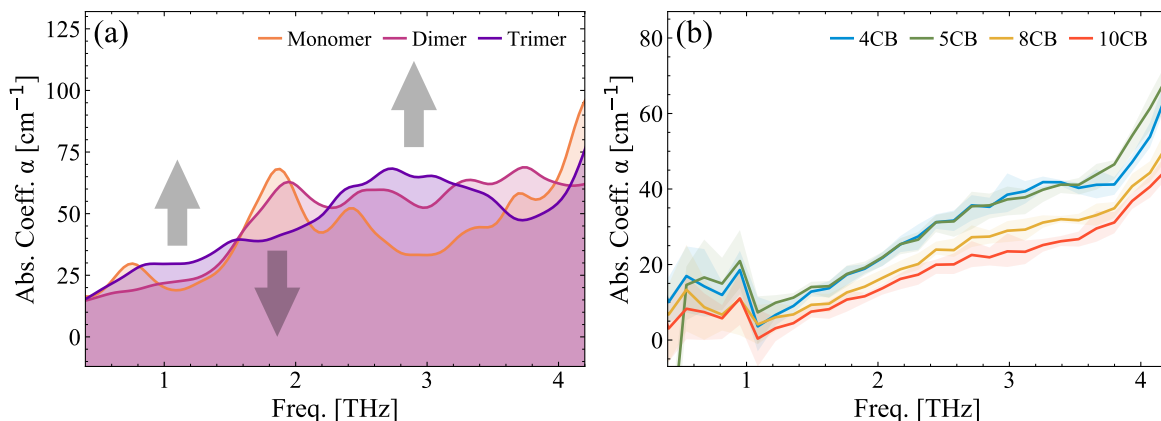 (a)
Monomer Dimer Trimer
125
100
75
50
25
0
Abs. Coeff. α [cm⁻¹]
1 2 3 4
Freq. [THz]
(b)
4CB 5CB 8CB 10CB
80
60
40
20
0
Abs. Coeff. α [cm⁻¹]
1 2 3 4
Freq. [THz]